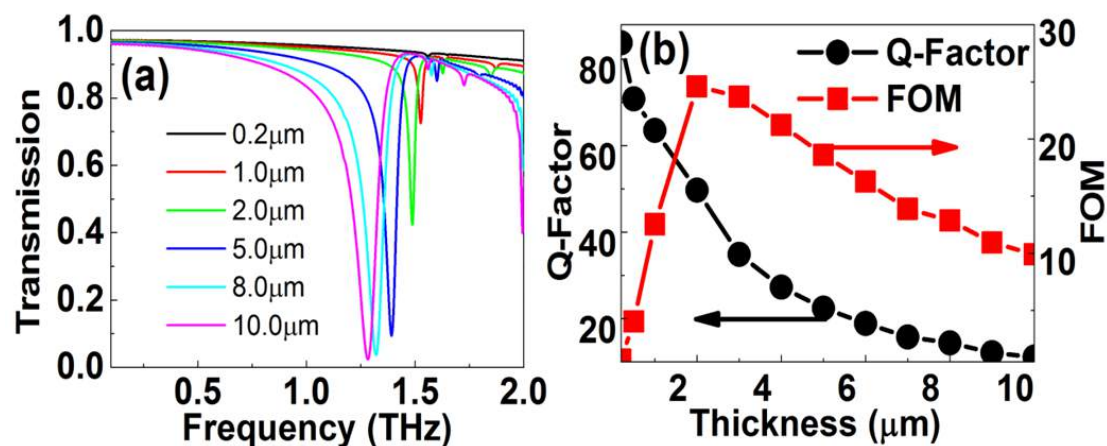 (a)
1.0
0.8
0.6
0.4
0.2
0.0
Transmission
0.2μm
1.0μm
2.0μm
5.0μm
8.0μm
10.0μm
0.5 1.0 1.5 2.0
Frequency (THz)
(b)
Q-Factor
FOM
80
60
40
20
Q-Factor
30
20
10
FOM
2 4 6 8 10
Thickness (μm)